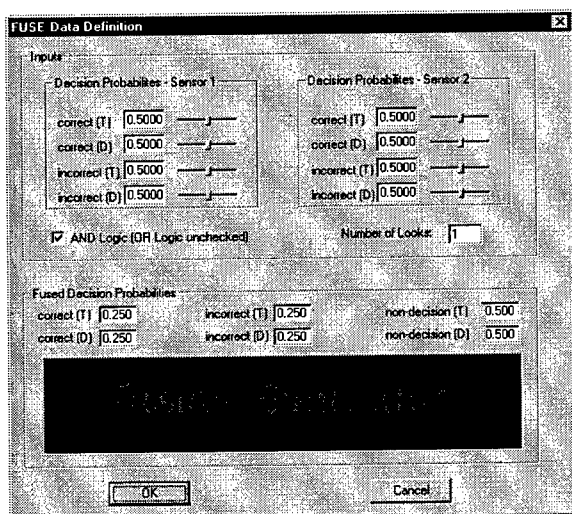 FUSE Data Definition
Inputs
Decision Probabilites - Sensor 1
correct (T) 0.5000
correct (D) 0.5000
incorrect (T) 0.5000
incorrect (D) 0.5000
Decision Probabilites - Sensor 2
correct (T) 0.5000
correct (D) 0.5000
incorrect (T) 0.5000
incorrect (D) 0.5000
AND Logic (OR Logic unchecked)
Number of Looks: 1
Fused Decision Probabilities
correct (T) 0.250 incorrect (T) 0.250 non-decision (T) 0.500
correct (D) 0.250 incorrect (D) 0.250 non-decision (D) 0.500
OK
Cancel